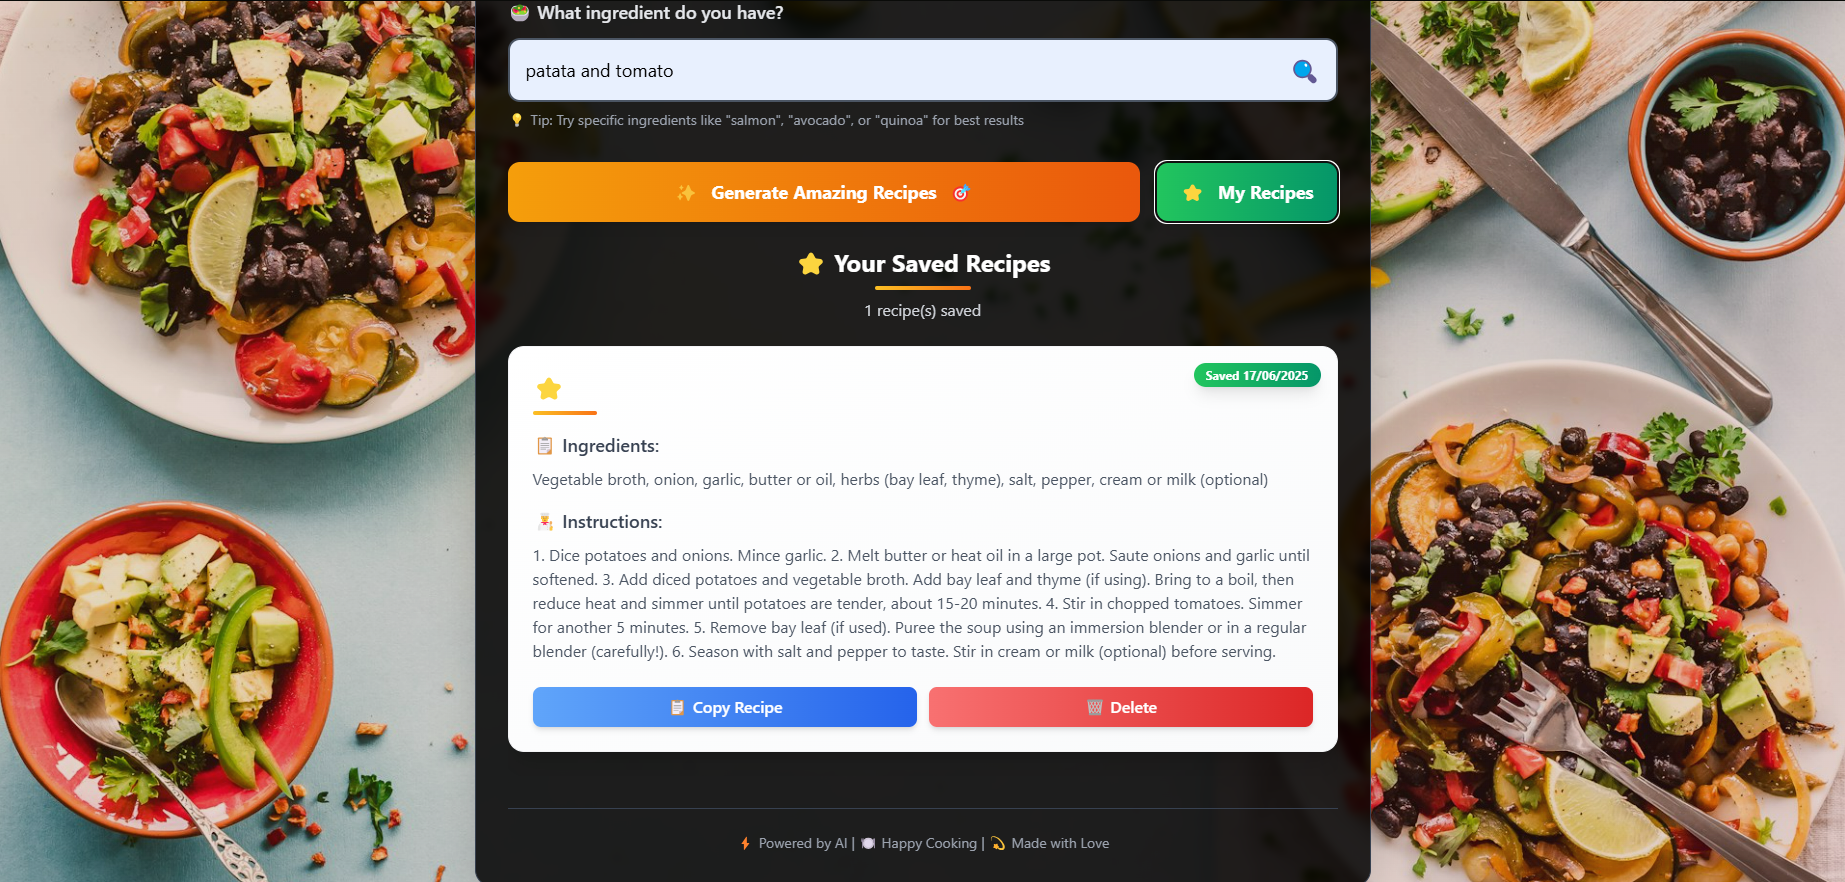 What ingredient do you have?
patata and tomato
Tip: Try specific ingredients like "salmon", "avocado", or "quinoa" for best results
Generate Amazing Recipes
My Recipes
Your Saved Recipes
1 recipe(s) saved
Saved 17/06/2025
Ingredients:
Vegetable broth, onion, garlic, butter or oil, herbs (bay leaf, thyme), salt, pepper, cream or milk (optional)
Instructions:
1. Dice potatoes and onions. Mince garlic. 2. Melt butter or heat oil in a large pot. Saute onions and garlic until
softened. 3. Add diced potatoes and vegetable broth. Add bay leaf and thyme (if using). Bring to a boil, then
reduce heat and simmer until potatoes are tender, about 15-20 minutes. 4. Stir in chopped tomatoes. Simmer
for another 5 minutes. 5. Remove bay leaf (if used). Puree the soup using an immersion blender or in a regular
blender (carefully!). 6. Season with salt and pepper to taste. Stir in cream or milk (optional) before serving.
Copy Recipe
Delete
Powered by AI | Happy Cooking | Made with Love